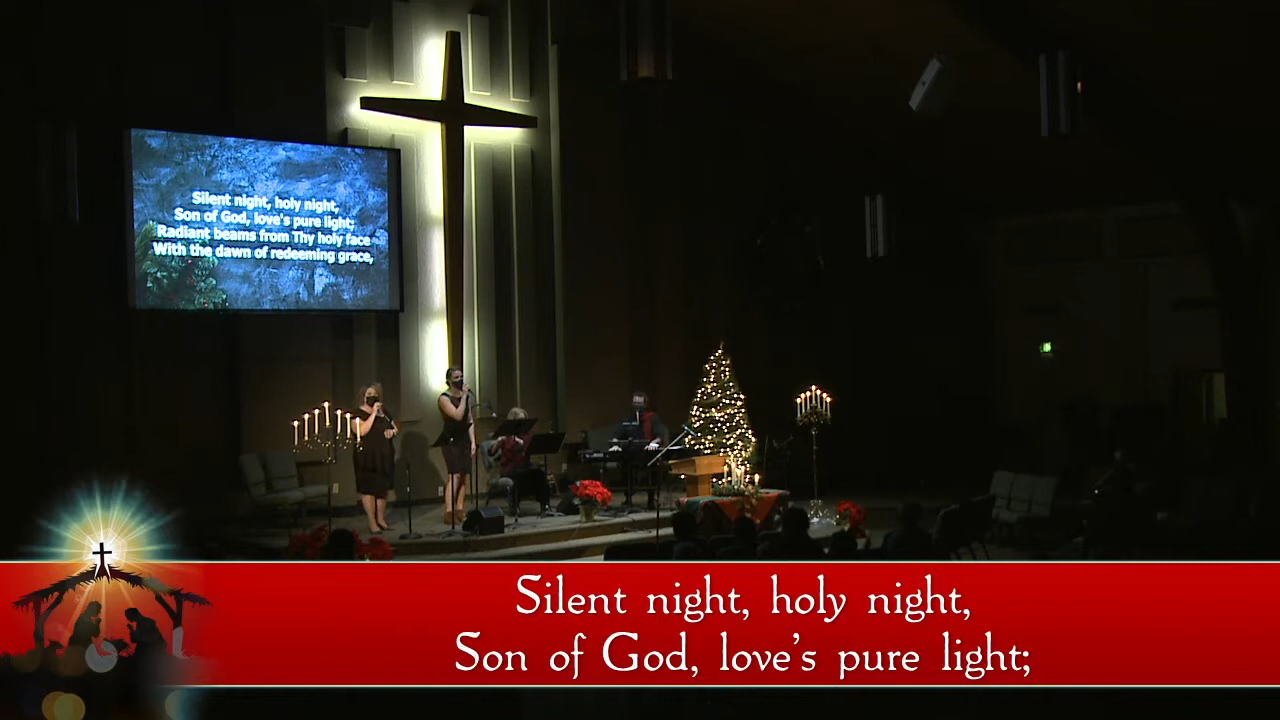 Silent night, holy night,
Son of God, love's pure light;
Radiant beams from Thy holy face
With the dawn of redeeming grace,
Silent night, holy night,
Son of God, love's pure light;